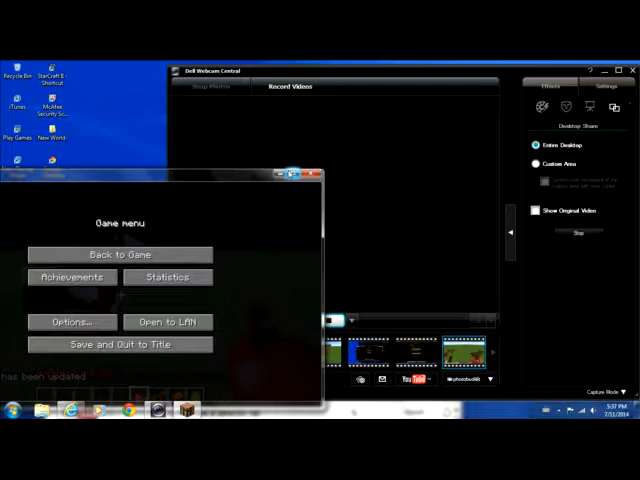 Recycle Bin
StarCraft II - Shortcut
iTunes
McAfee Security Sc...
Play Games
New World
Dell Webcam Central
Snap Photos
Record Videos
Effects
Settings
Desktop Share
Entire Desktop
Custom Area
Show Original Video
Stop
Game menu
Back to Game
Achievements
Statistics
Options...
Open to LAN
Save and Quit to Title
has been updated
YouTube
photobucket
Capture Mode
5:37 PM
7/11/2014